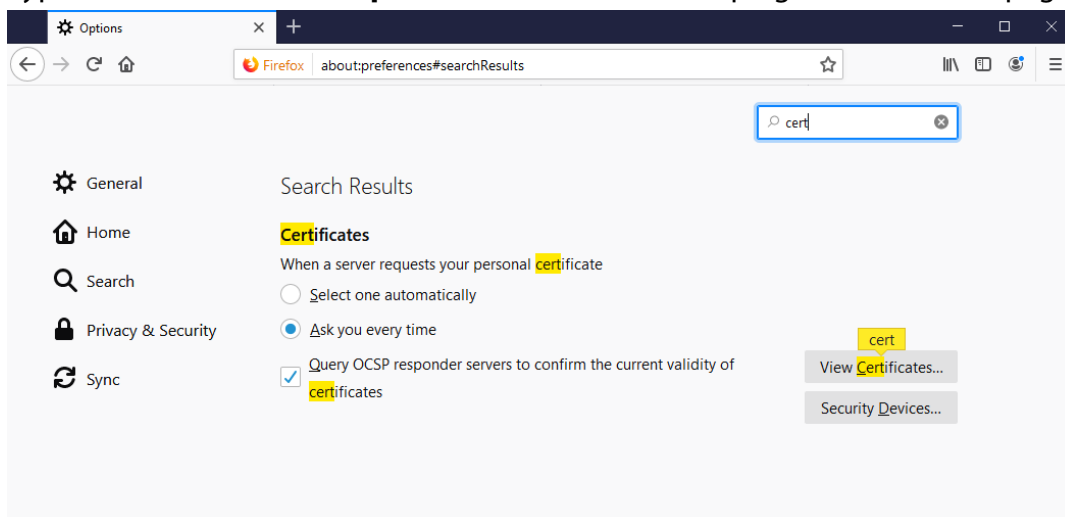 Options
Firefox about:preferences#searchResults
cert
General
Search Results
Home
Certificates
When a server requests your personal certificate
Search
Select one automatically
Privacy & Security
Ask you every time
cert
Query OCSP responder servers to confirm the current validity of
certificates
View Certificates...
Sync
Security Devices...